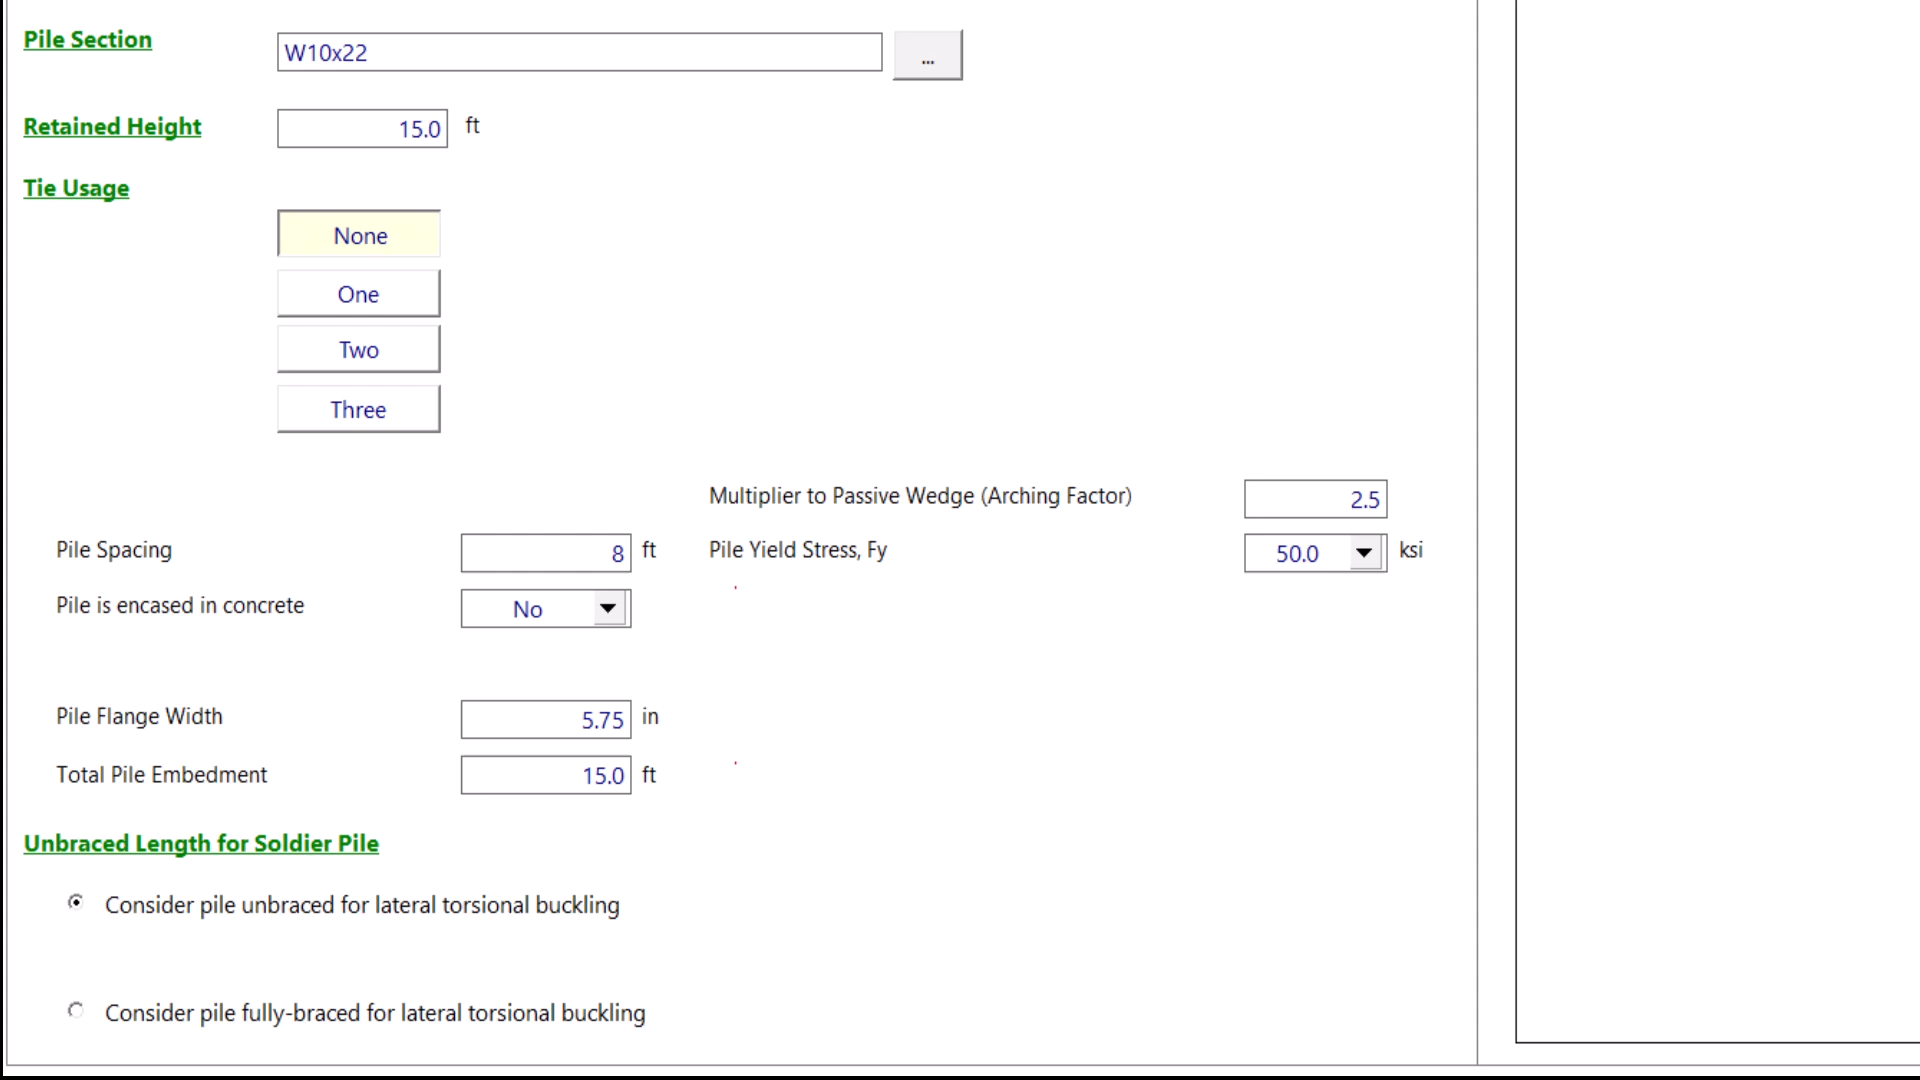 Pile Section
W10x22
...
Retained Height
15.0 ft
Tie Usage
None
One
Two
Three
Multiplier to Passive Wedge (Arching Factor) 2.5
Pile Spacing 8 ft Pile Yield Stress, Fy 50.0 ksi
Pile is encased in concrete No
Pile Flange Width 5.75 in
Total Pile Embedment 15.0 ft
Unbraced Length for Soldier Pile
Consider pile unbraced for lateral torsional buckling
Consider pile fully-braced for lateral torsional buckling